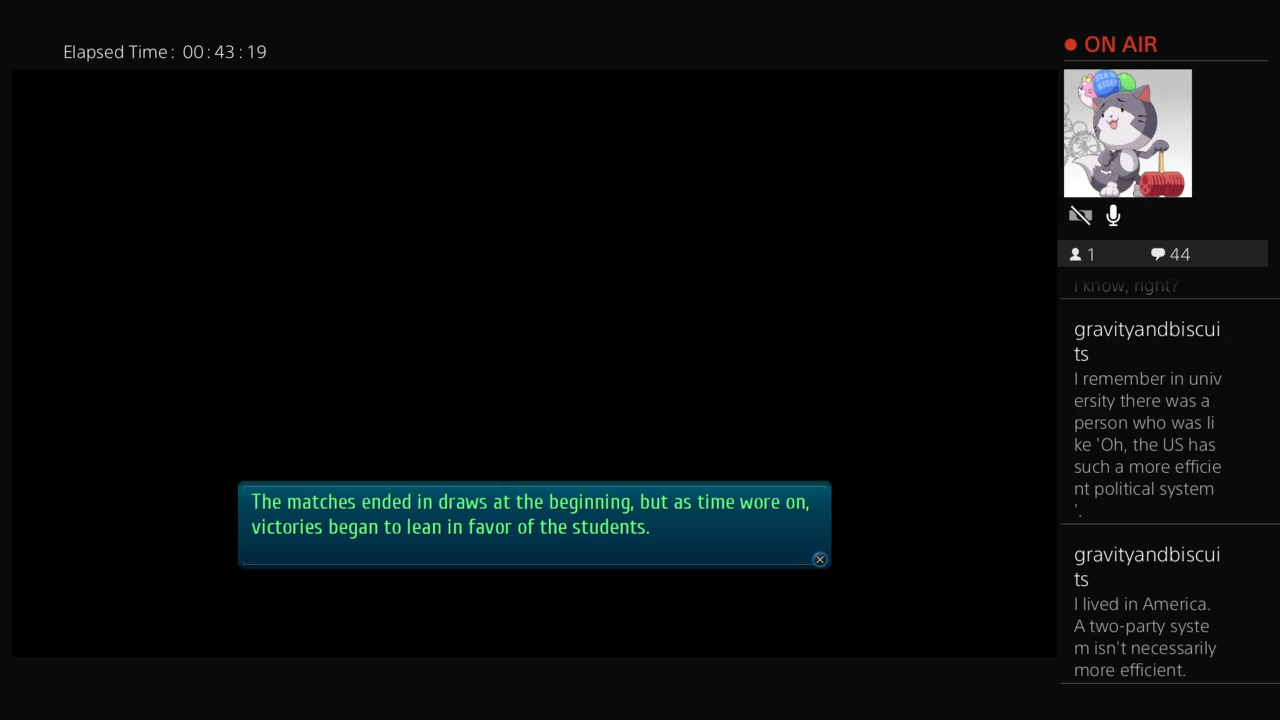 Elapsed Time: 00:43:19
ON AIR
1
44
I know, right?
gravityandbiscui
ts
I remember in univ
ersity there was a
person who was li
ke 'Oh, the US has
such a more efficie
nt political system
'.
gravityandbiscui
ts
I lived in America.
A two-party syste
m isn't necessarily
more efficient.
The matches ended in draws at the beginning, but as time wore on,
victories began to lean in favor of the students.